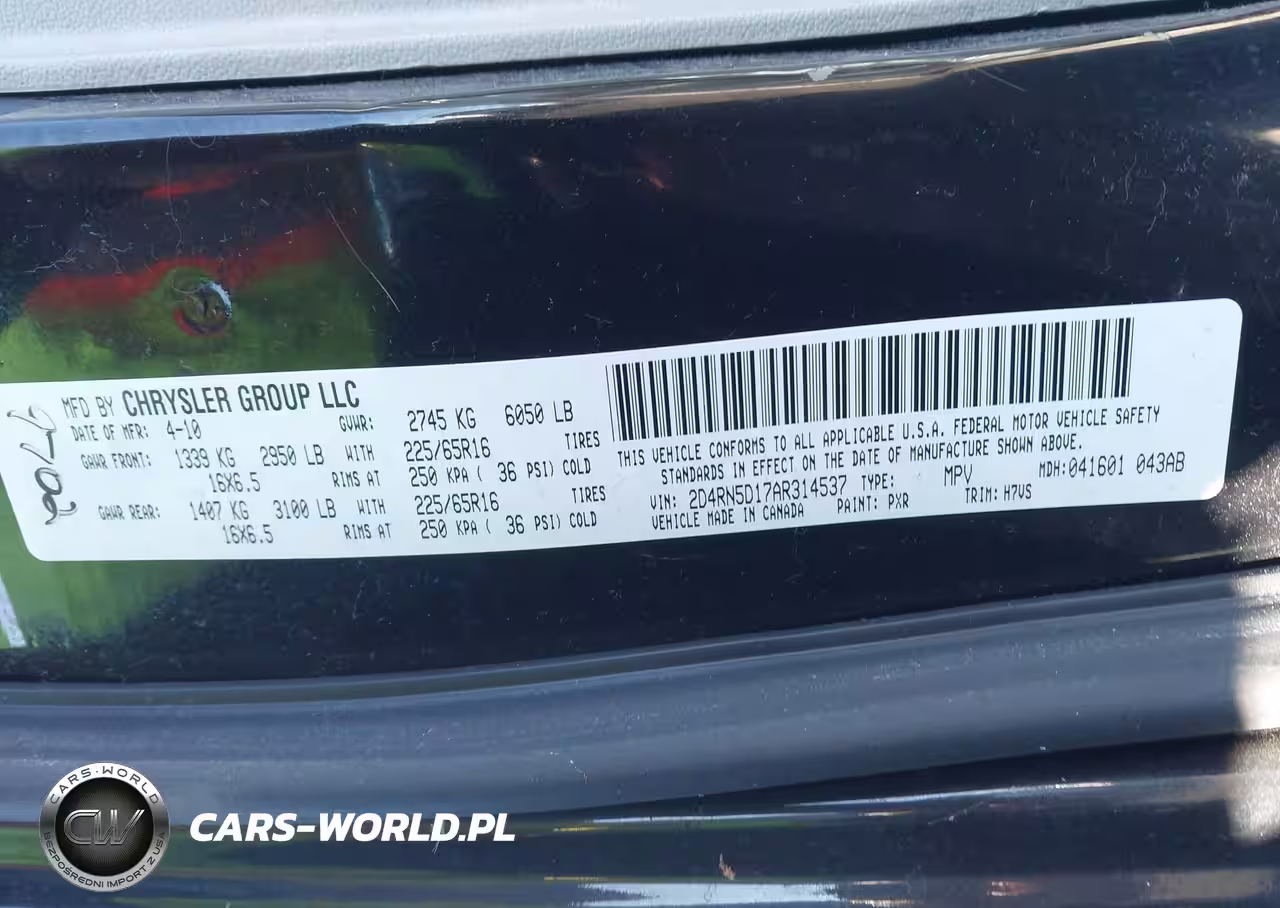 MFD BY CHRYSLER GROUP LLC
DATE OF MFR: 4-10 GVWR: 2745 KG 6050 LB
GAWR FRONT: 1339 KG 2950 LB WITH 225/65R16 TIRES
16X6.5 RIMS AT 250 KPA ( 36 PSI) COLD
GAWR REAR: 1407 KG 3100 LB WITH 225/65R16 TIRES
16X6.5 RIMS AT 250 KPA ( 36 PSI) COLD
THIS VEHICLE CONFORMS TO ALL APPLICABLE U.S.A. FEDERAL MOTOR VEHICLE SAFETY
STANDARDS IN EFFECT ON THE DATE OF MANUFACTURE SHOWN ABOVE.
VIN: 2D4RN5D17AR314537 TYPE: MPV MDH:041601 043AB
VEHICLE MADE IN CANADA PAINT: PXR TRIM: H7VS
CARS-WORLD
CW
BEZPOŚREDNI IMPORT Z USA
CARS-WORLD.PL